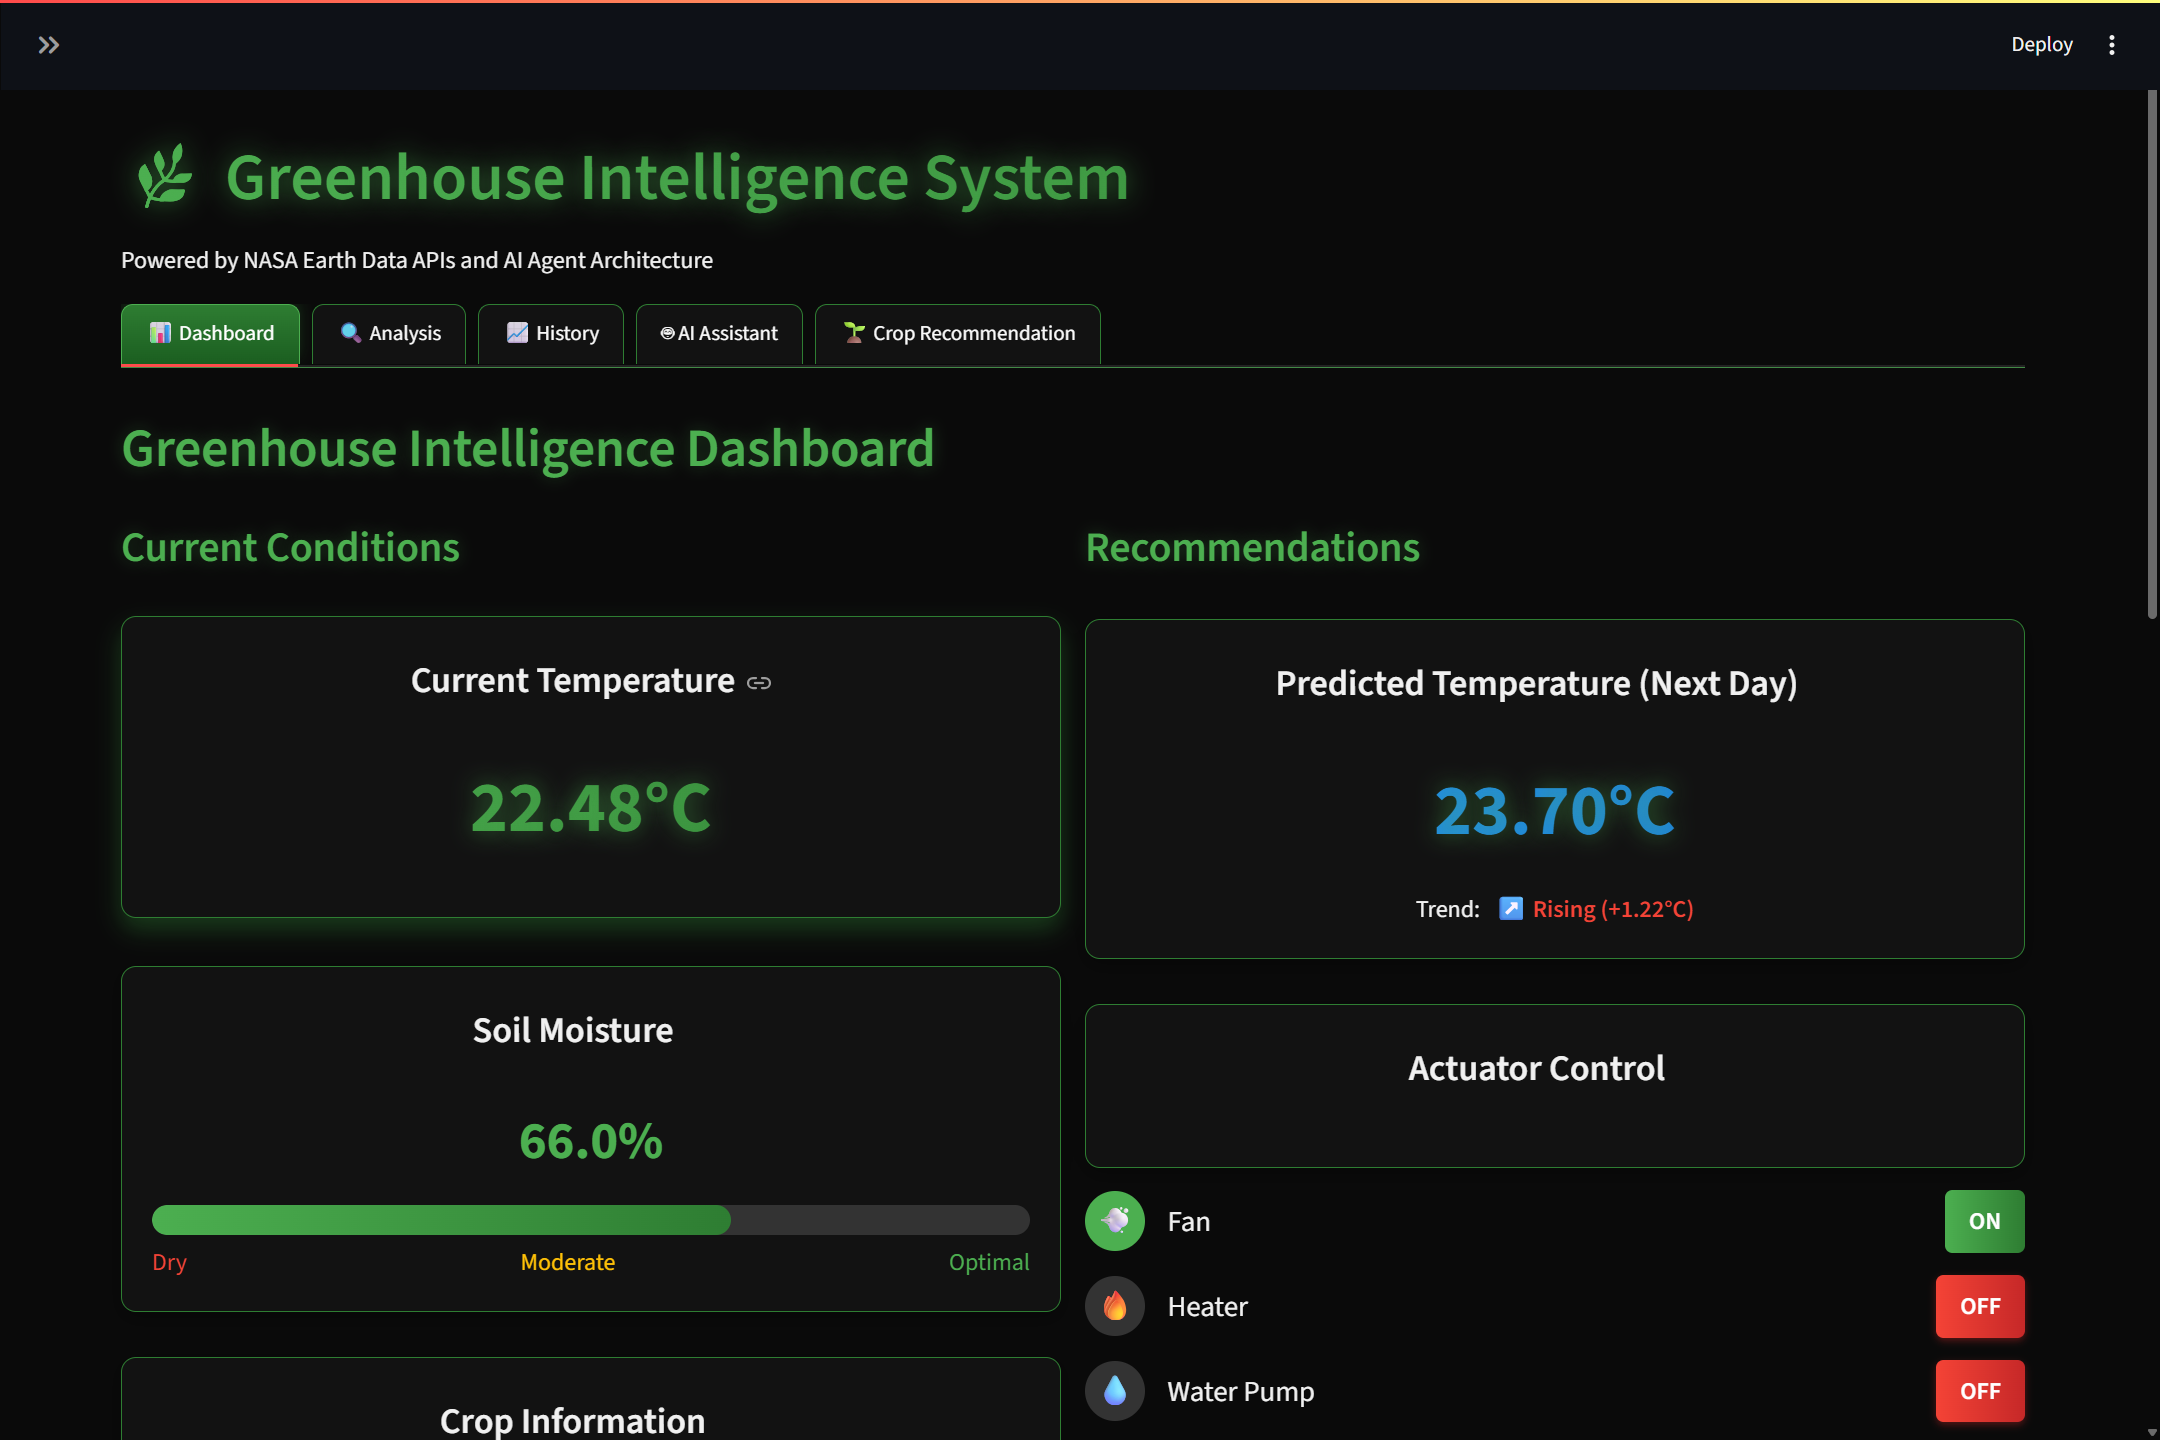 Deploy
Greenhouse Intelligence System
Powered by NASA Earth Data APIs and AI Agent Architecture
Dashboard
Analysis
History
AI Assistant
Crop Recommendation
Greenhouse Intelligence Dashboard
Current Conditions
Current Temperature
22.48°C
Soil Moisture
66.0%
Dry Moderate Optimal
Crop Information
Recommendations
Predicted Temperature (Next Day)
23.70°C
Trend: ↗ Rising (+1.22°C)
Actuator Control
Fan ON
Heater OFF
Water Pump OFF